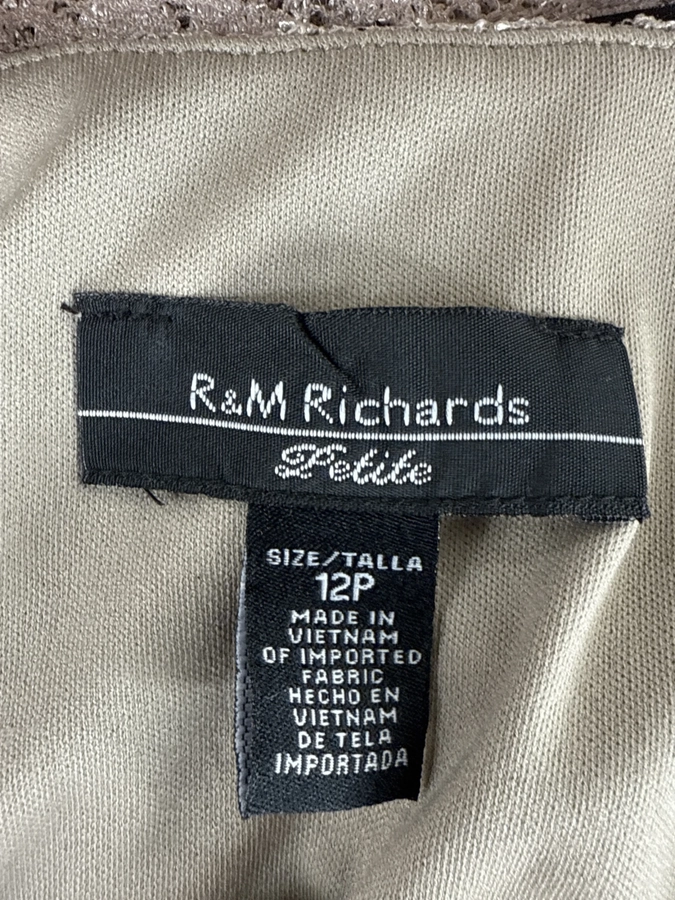 R&M Richards
Petite
SIZE/TALLA
12P
MADE IN
VIETNAM
OF IMPORTED
FABRIC
HECHO EN
VIETNAM
DE TELA
IMPORTADA